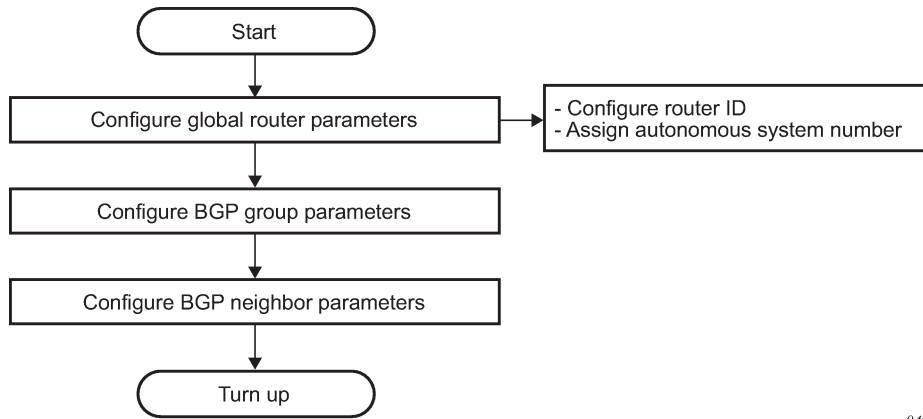 Start
Configure global router parameters
- Configure router ID
- Assign autonomous system number
Configure BGP group parameters
Configure BGP neighbor parameters
Turn up